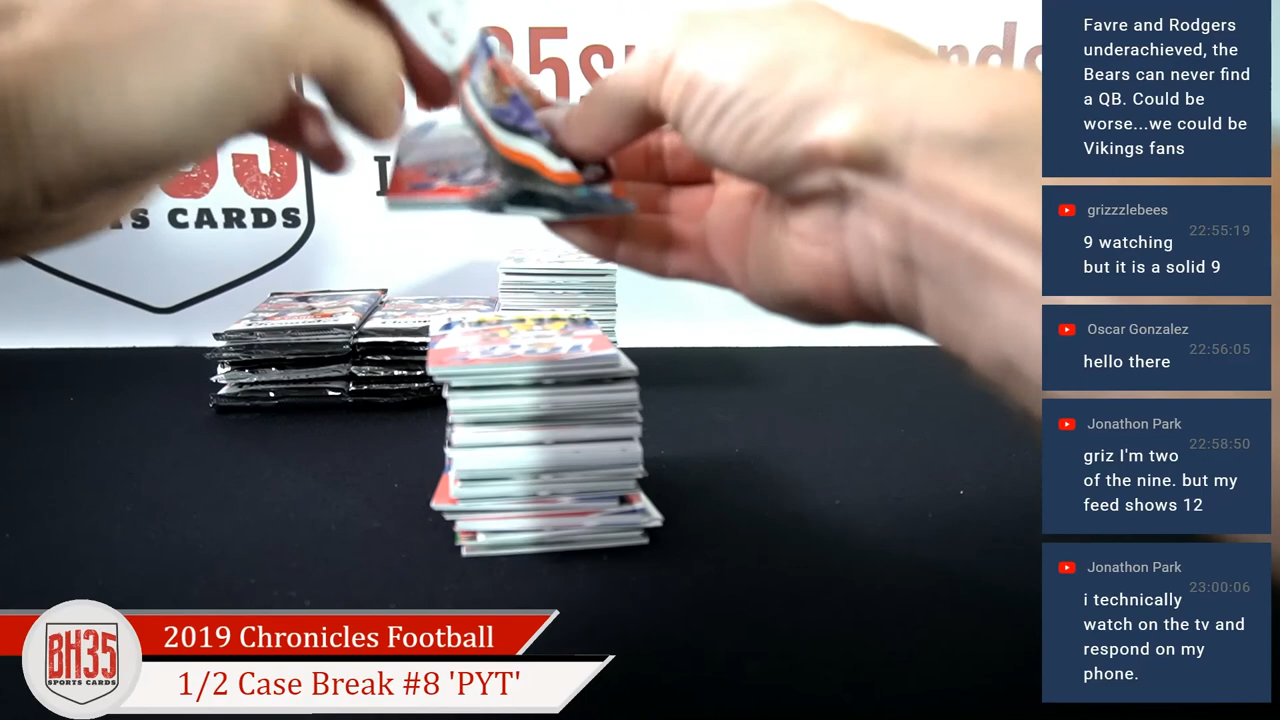 Favre and Rodgers
underachieved, the
Bears can never find
a QB. Could be
worse...we could be
Vikings fans
grizzzlebees
22:55:19
9 watching
but it is a solid 9
Oscar Gonzalez
22:56:05
hello there
Jonathon Park
22:58:50
griz I'm two
of the nine. but my
feed shows 12
Jonathon Park
23:00:06
i technically
watch on the tv and
respond on my
phone.
SPORTS CARDS
2019 Chronicles Football
1/2 Case Break #8 'PYT'
BH35
SPORTS CARDS